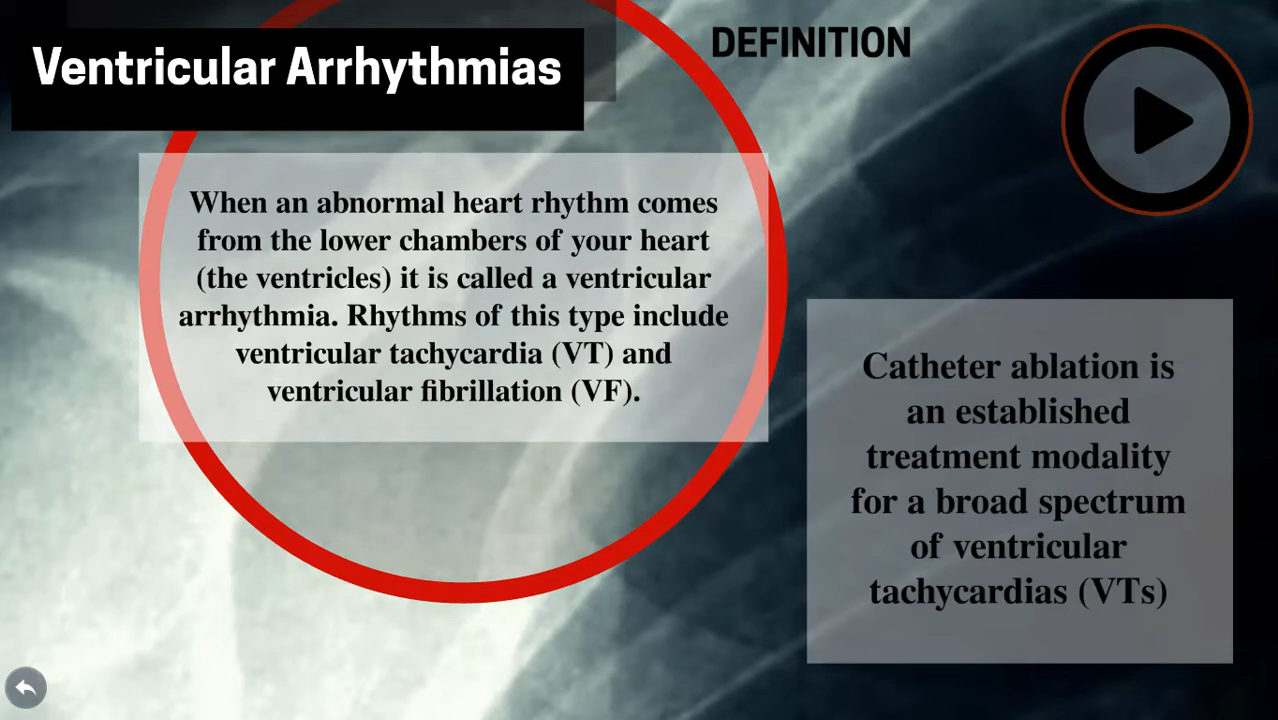 Ventricular Arrhythmias
DEFINITION
When an abnormal heart rhythm comes
from the lower chambers of your heart
(the ventricles) it is called a ventricular
arrhythmia. Rhythms of this type include
ventricular tachycardia (VT) and
ventricular fibrillation (VF).
Catheter ablation is
an established
treatment modality
for a broad spectrum
of ventricular
tachycardias (VTs)